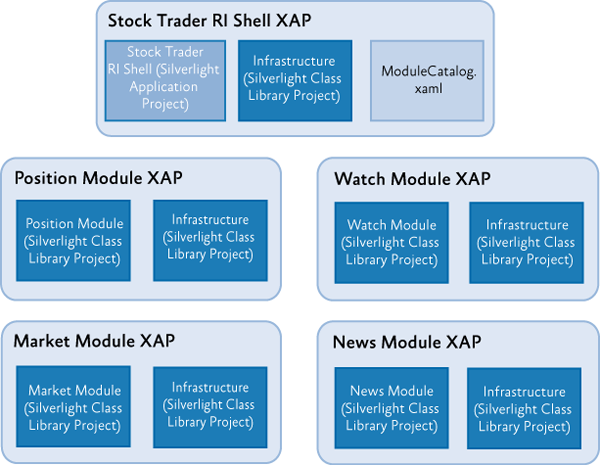 Stock Trader RI Shell XAP
Stock Trader
RI Shell (Silverlight
Application
Project)
Infrastructure
(Silverlight Class
Library Project)
ModuleCatalog.
xaml
Position Module XAP
Position Module
(Silverlight Class
Library Project)
Infrastructure
(Silverlight Class
Library Project)
Watch Module XAP
Watch Module
(Silverlight Class
Library Project)
Infrastructure
(Silverlight Class
Library Project)
Market Module XAP
Market Module
(Silverlight Class
Library Project)
Infrastructure
(Silverlight Class
Library Project)
News Module XAP
News Module
(Silverlight Class
Library Project)
Infrastructure
(Silverlight Class
Library Project)